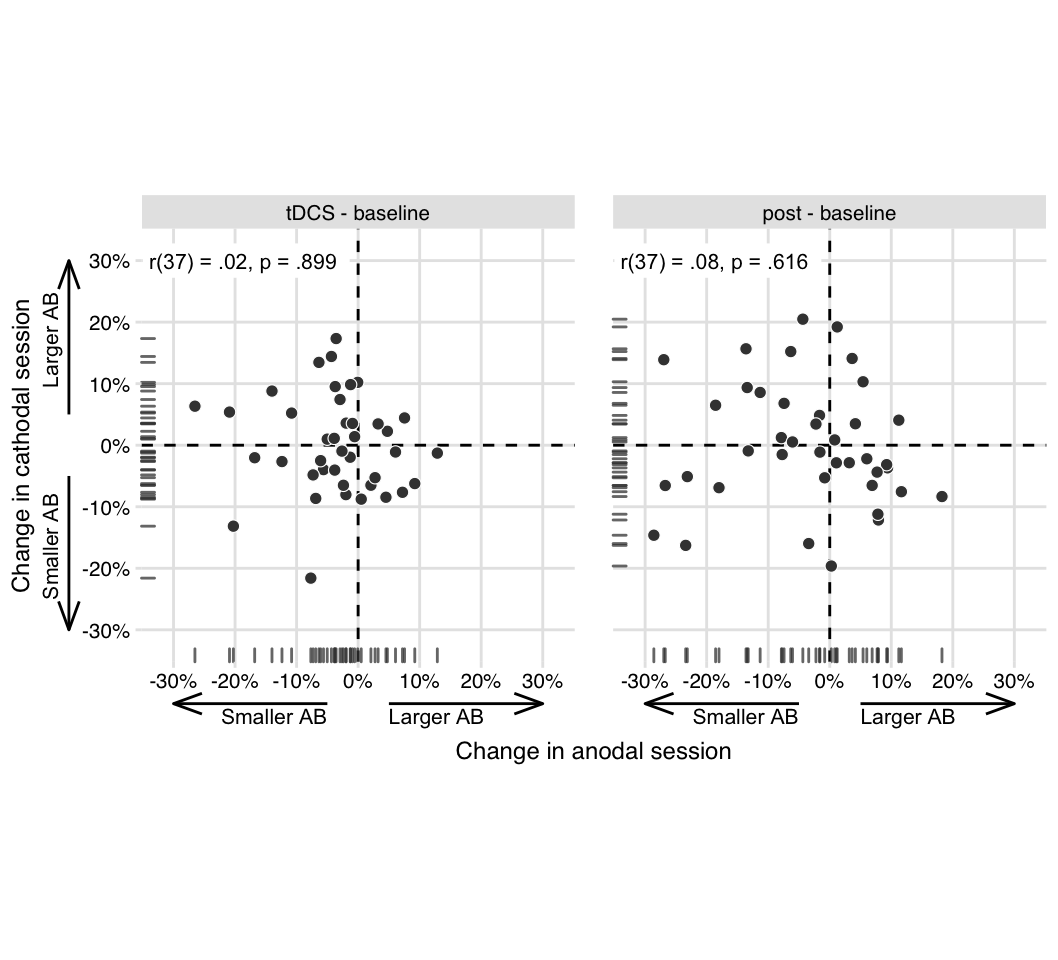 tDCS - baseline
post - baseline
r(37) = .02, p = .899
r(37) = .08, p = .616
30%
20%
10%
0%
-10%
-20%
-30%
Change in cathodal session
Larger AB
Smaller AB
-30% -20% -10% 0% 10% 20% 30%
-30% -20% -10% 0% 10% 20% 30%
Smaller AB Larger AB
Smaller AB Larger AB
Change in anodal session